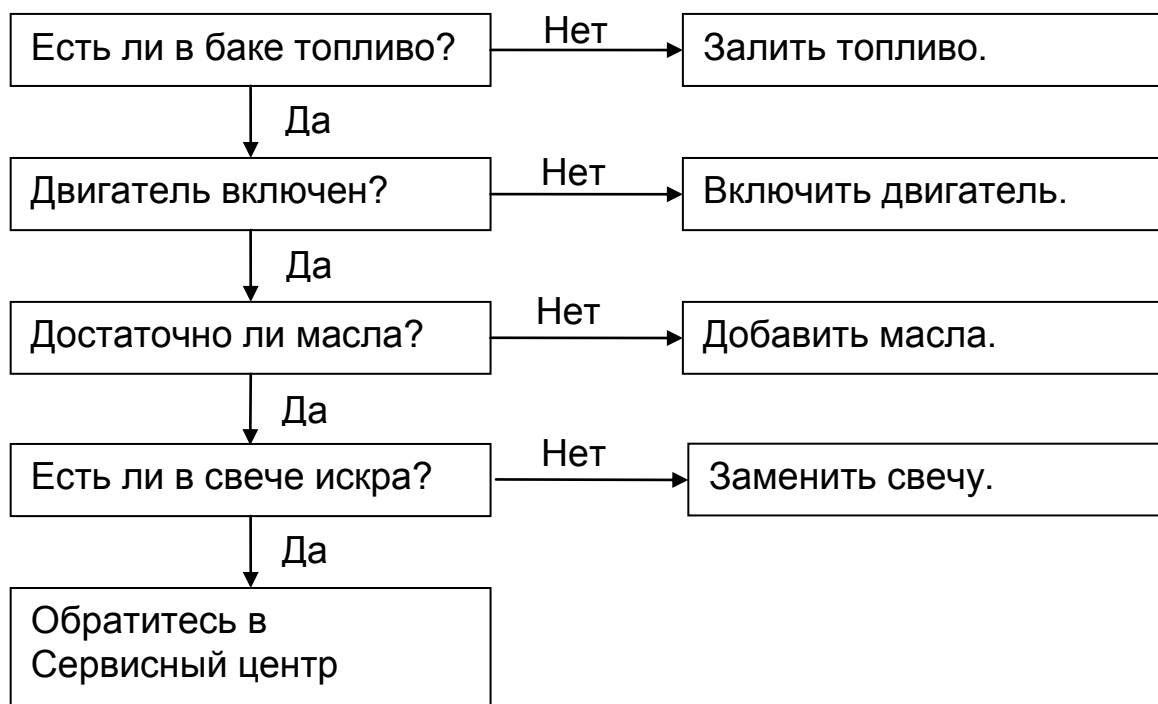 Есть ли в баке топливо?
Нет
Залить топливо.
Да
Двигатель включен?
Нет
Включить двигатель.
Да
Достаточно ли масла?
Нет
Добавить масла.
Да
Есть ли в свече искра?
Нет
Заменить свечу.
Да
Обратитесь в
Сервисный центр